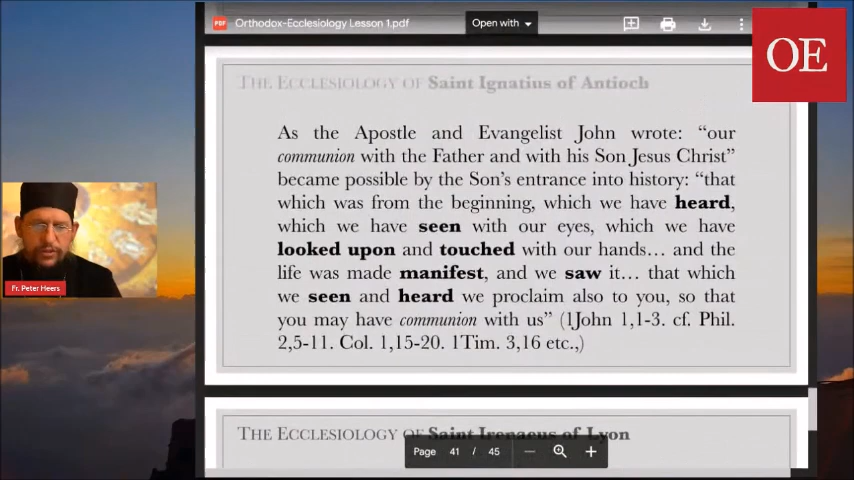 Orthodox-Ecclesiology Lesson 1.pdf
PDF
Open with
OE
THE ECCLESIOLOGY OF Saint Ignatius of Antioch
As the Apostle and Evangelist John wrote: “our
communion with the Father and with his Son Jesus Christ”
became possible by the Son’s entrance into history: “that
which was from the beginning, which we have heard,
which we have seen with our eyes, which we have
looked upon and touched with our hands… and the
life was made manifest, and we saw it… that which
we seen and heard we proclaim also to you, so that
you may have communion with us” (1John 1,1-3. cf. Phil.
2,5-11. Col. 1,15-20. 1Tim. 3,16 etc.,)
Fr. Peter Heers
THE ECCLESIOLOGY OF Saint Irenaeus of Lyon
Page 41 / 45